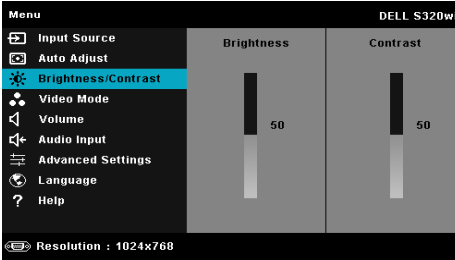 Menu
DELL S320wi
Input Source
Auto Adjust
Brightness/Contrast
Video Mode
Volume
Audio Input
Advanced Settings
Language
Help
Brightness
Contrast
50
50
Resolution : 1024x768